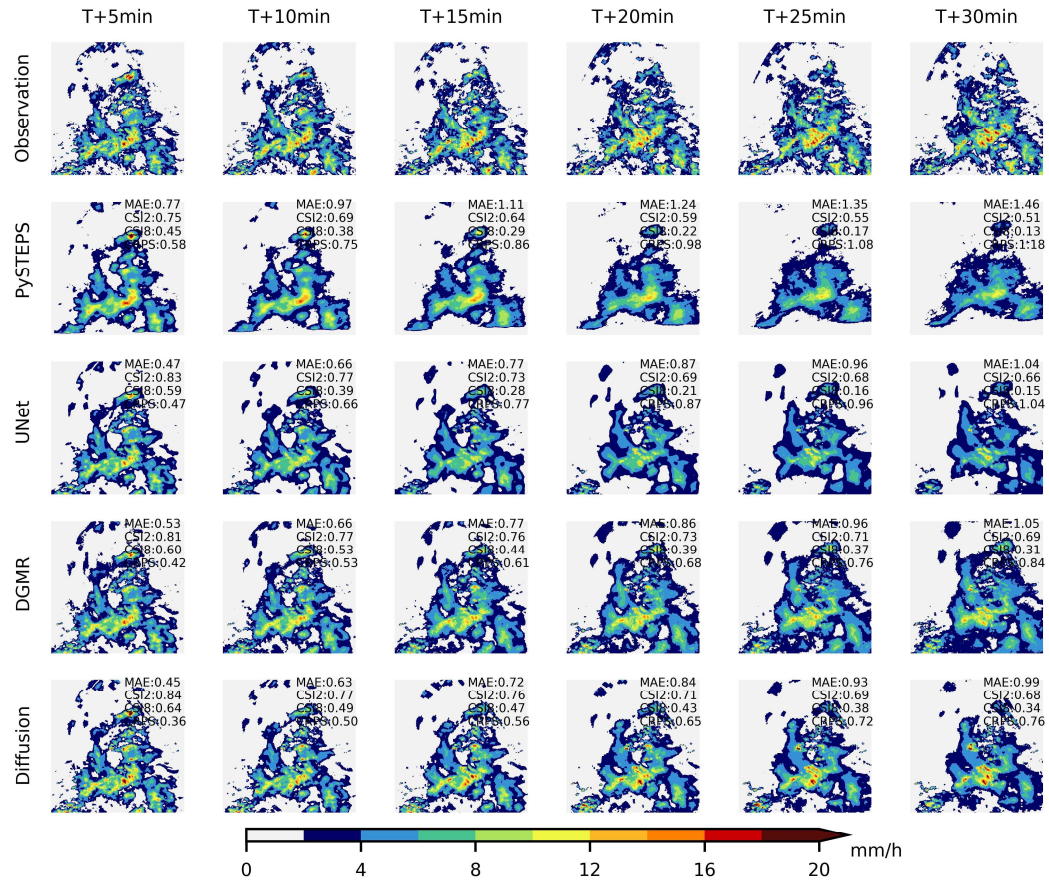 T+5min T+10min T+15min T+20min T+25min T+30min
Observation
PySTEPS
MAE:0.77 MAE:0.97 MAE:1.11 MAE:1.24 MAE:1.35 MAE:1.46
CSI2:0.75 CSI2:0.69 CSI2:0.64 CSI2:0.59 CSI2:0.55 CSI2:0.51
CSI8:0.45 CSI8:0.38 CSI8:0.29 CSI8:0.22 CSI8:0.17 CSI8:0.13
CRPS:0.58 CRPS:0.75 CRPS:0.86 CRPS:0.98 CRPS:1.08 CRPS:1.18
UNet
MAE:0.47 MAE:0.66 MAE:0.77 MAE:0.87 MAE:0.96 MAE:1.04
CSI2:0.83 CSI2:0.77 CSI2:0.73 CSI2:0.69 CSI2:0.68 CSI2:0.66
CSI8:0.59 CSI8:0.39 CSI8:0.28 CSI8:0.21 CSI8:0.16 CSI8:0.15
CRPS:0.47 CRPS:0.66 CRPS:0.77 CRPS:0.87 CRPS:0.96 CRPS:1.04
DGMR
MAE:0.53 MAE:0.66 MAE:0.77 MAE:0.86 MAE:0.96 MAE:1.05
CSI2:0.81 CSI2:0.77 CSI2:0.76 CSI2:0.73 CSI2:0.71 CSI2:0.69
CSI8:0.60 CSI8:0.53 CSI8:0.44 CSI8:0.39 CSI8:0.37 CSI8:0.31
CRPS:0.42 CRPS:0.53 CRPS:0.61 CRPS:0.68 CRPS:0.76 CRPS:0.84
Diffusion
MAE:0.45 MAE:0.63 MAE:0.72 MAE:0.84 MAE:0.93 MAE:0.99
CSI2:0.84 CSI2:0.77 CSI2:0.76 CSI2:0.71 CSI2:0.69 CSI2:0.68
CSI8:0.64 CSI8:0.49 CSI8:0.47 CSI8:0.43 CSI8:0.38 CSI8:0.34
CRPS:0.36 CRPS:0.50 CRPS:0.56 CRPS:0.65 CRPS:0.72 CRPS:0.76
0 4 8 12 16 20
mm/h